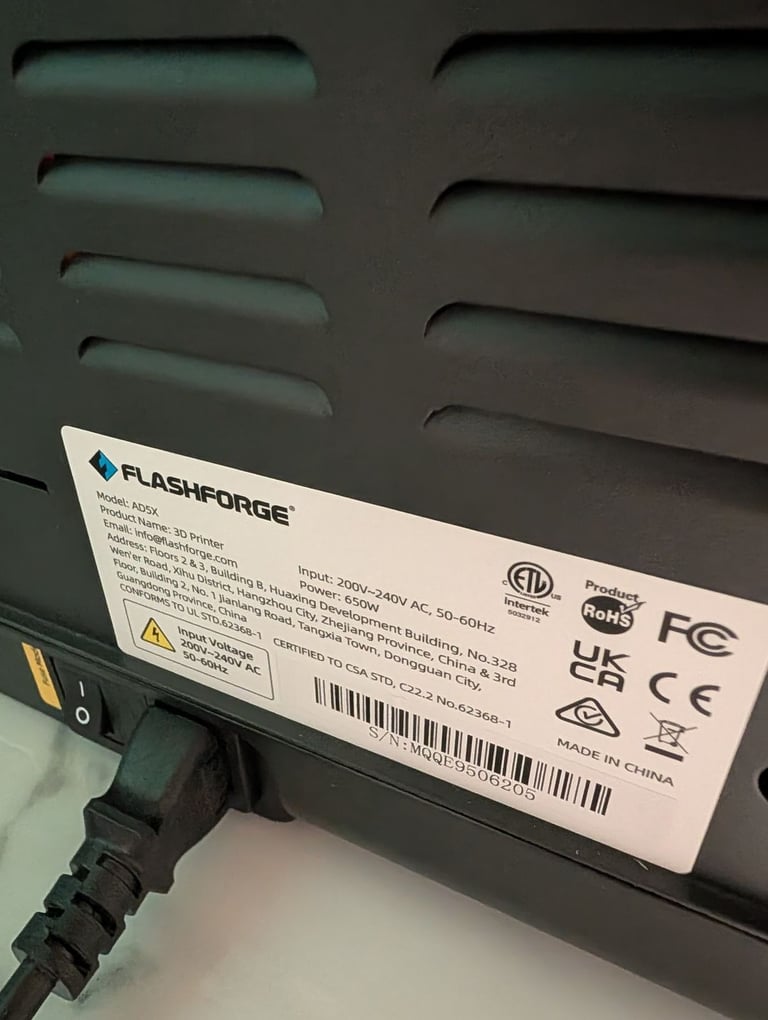 FLASHFORGE®
Model: AD5X
Product Name: 3D Printer
Email: info@flashforge.com
Input: 200V~240V AC, 50-60Hz
Power: 650W
Address: Floors 2 & 3, Building B, Huaxing Development Building, No.328
Wen'er Road, Xihu District, Hangzhou City, Zhejiang Province, China & 3rd
Floor, Building 2, No. 1 Jianlang Road, Tangxia Town, Dongguan City,
Guangdong Province, China
CONFORMS TO UL STD.62368-1
CERTIFIED TO CSA STD, C22.2 No.62368-1
Input Voltage
200V~240V AC
50-60Hz
S/N:MQQE9506205
C ETL US
Intertek
5032912
Product
RoHS
FC
UK
CA
CE
MADE IN CHINA
I
O